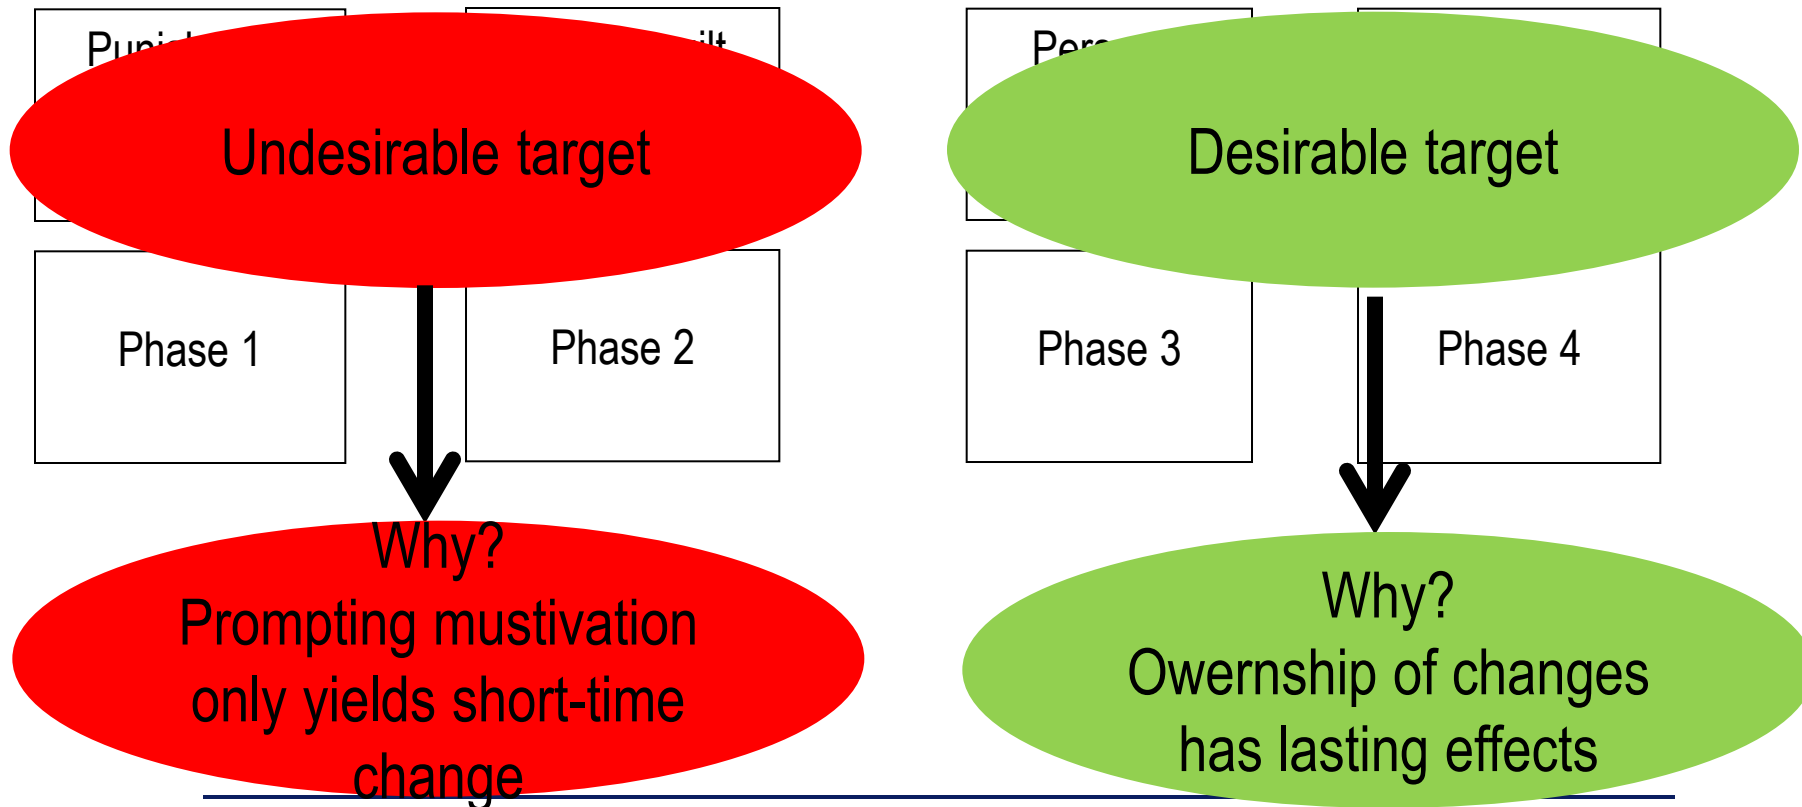 Undesirable target
Desirable target
Phase 1
Phase 2
Phase 3
Phase 4
Why?
Prompting mustivation
only yields short-time
change
Why?
Owernship of changes
has lasting effects